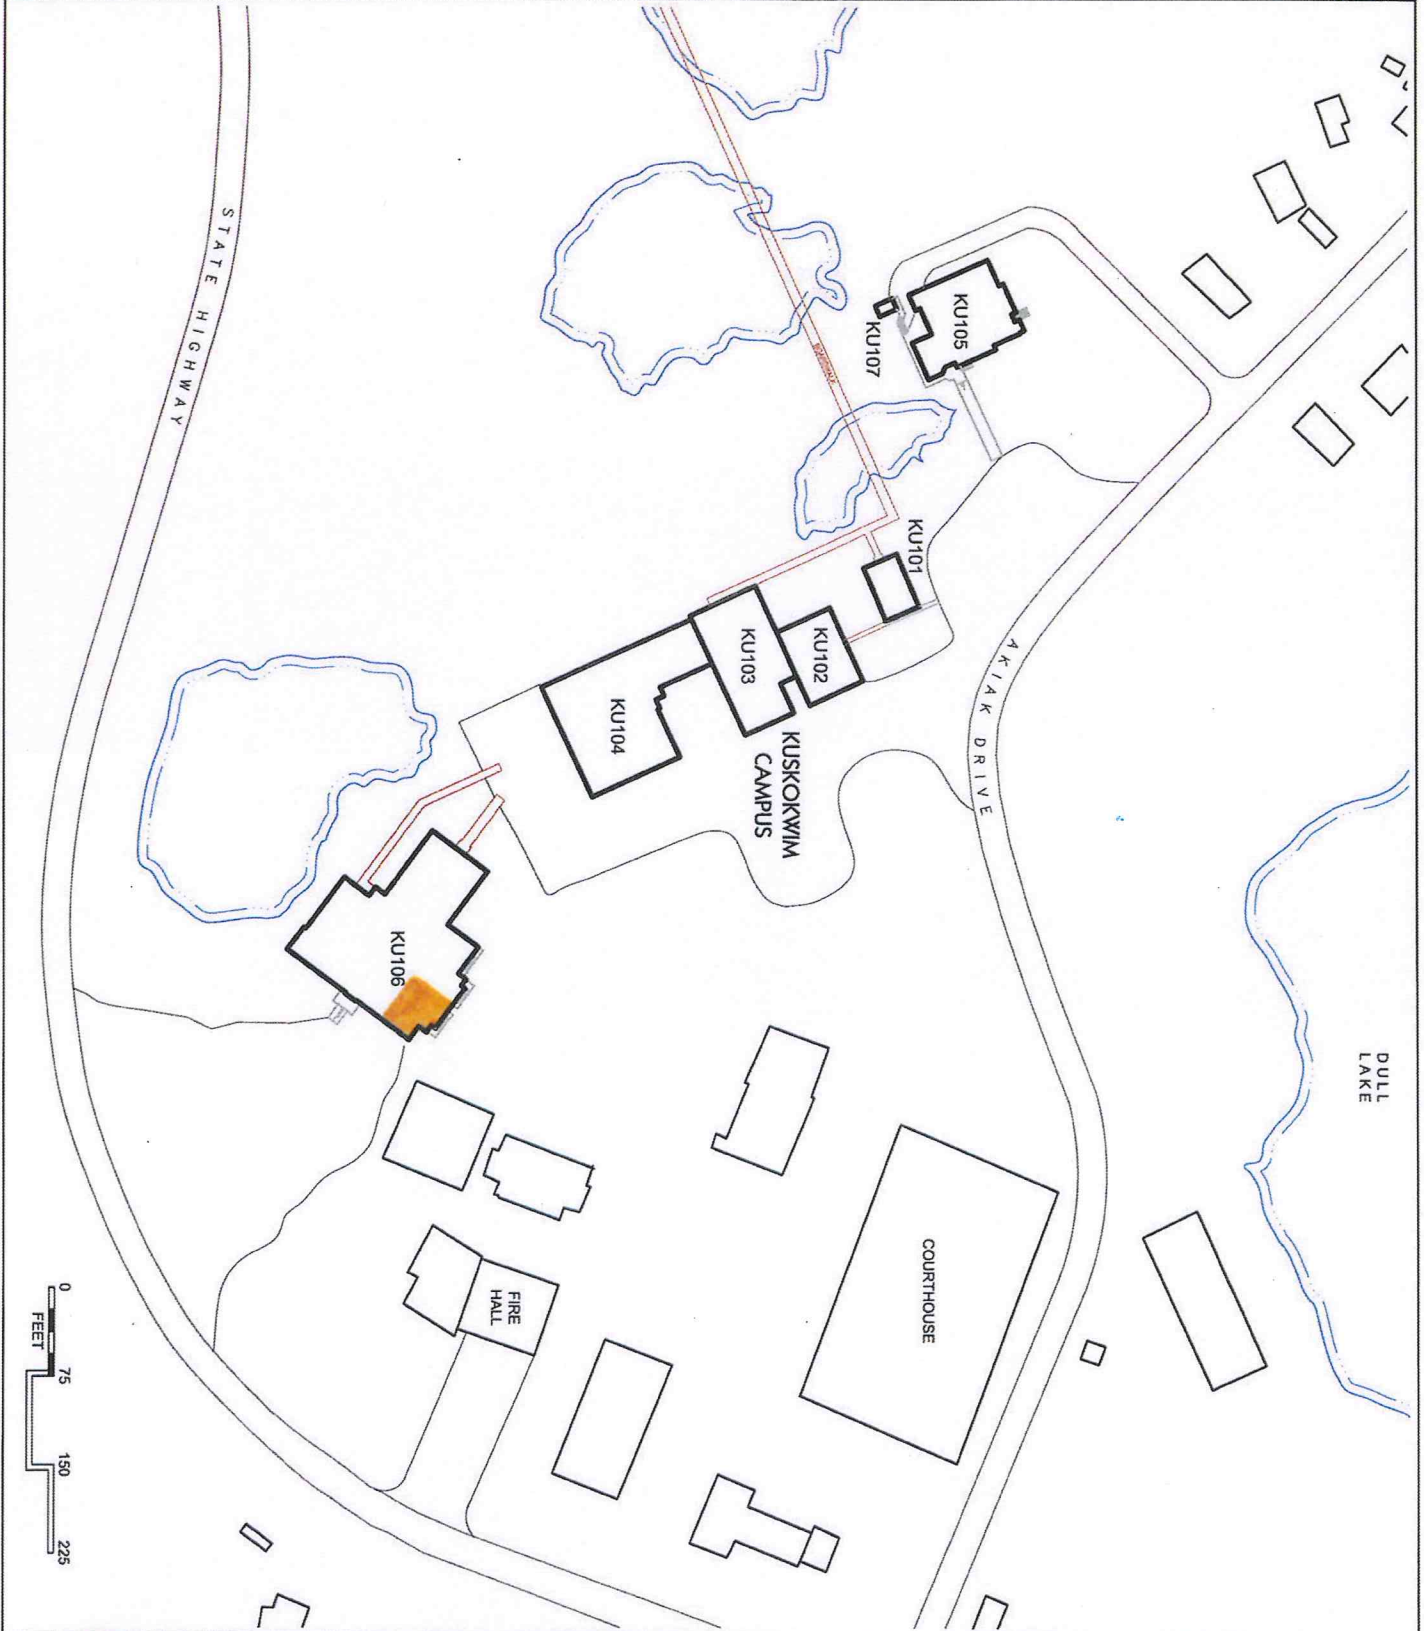 DULL
LAKE
AKIAK DRIVE
KU105
KU107
KU101
KU102
KU103
KU104
KUSKOKWIM
CAMPUS
COURTHOUSE
KU106
FIRE
HALL
STATE HIGHWAY
0 75 150 225
FEET